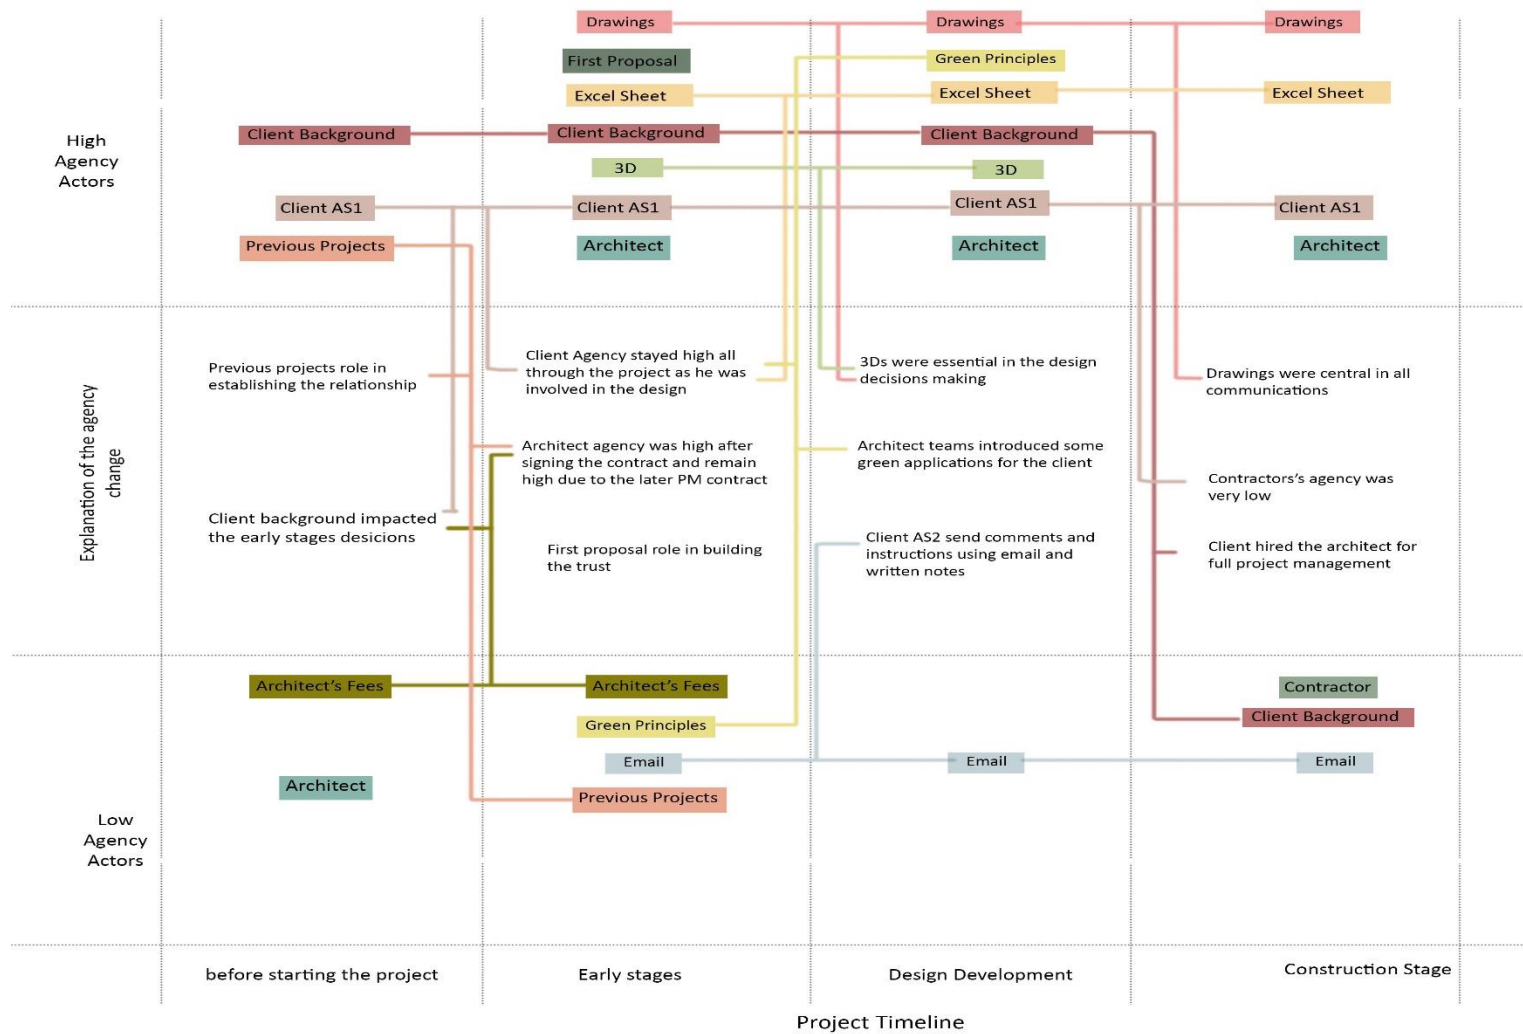 Drawings
Drawings
Drawings
First Proposal
Green Principles
Excel Sheet
Excel Sheet
Excel Sheet
High
Agency
Actors
Client Background
Client Background
Client Background
3D
3D
Client AS1
Client AS1
Client AS1
Client AS1
Previous Projects
Architect
Architect
Architect
Explanation of the agency
change
Previous projects role in
establishing the relationship
Client background impacted
the early stages desicions
Client Agency stayed high all
through the project as he was
involved in the design
Architect agency was high after
signing the contract and remain
high due to the later PM contract
First proposal role in building
the trust
3Ds were essential in the design
decisions making
Architect teams introduced some
green applications for the client
Client AS2 send comments and
instructions using email and
written notes
Drawings were central in all
communications
Contractors's agency was
very low
Client hired the architect for
full project management
Low
Agency
Actors
Architect's Fees
Architect's Fees
Contractor
Green Principles
Client Background
Email
Email
Email
Architect
Previous Projects
before starting the project
Early stages
Design Development
Construction Stage
Project Timeline